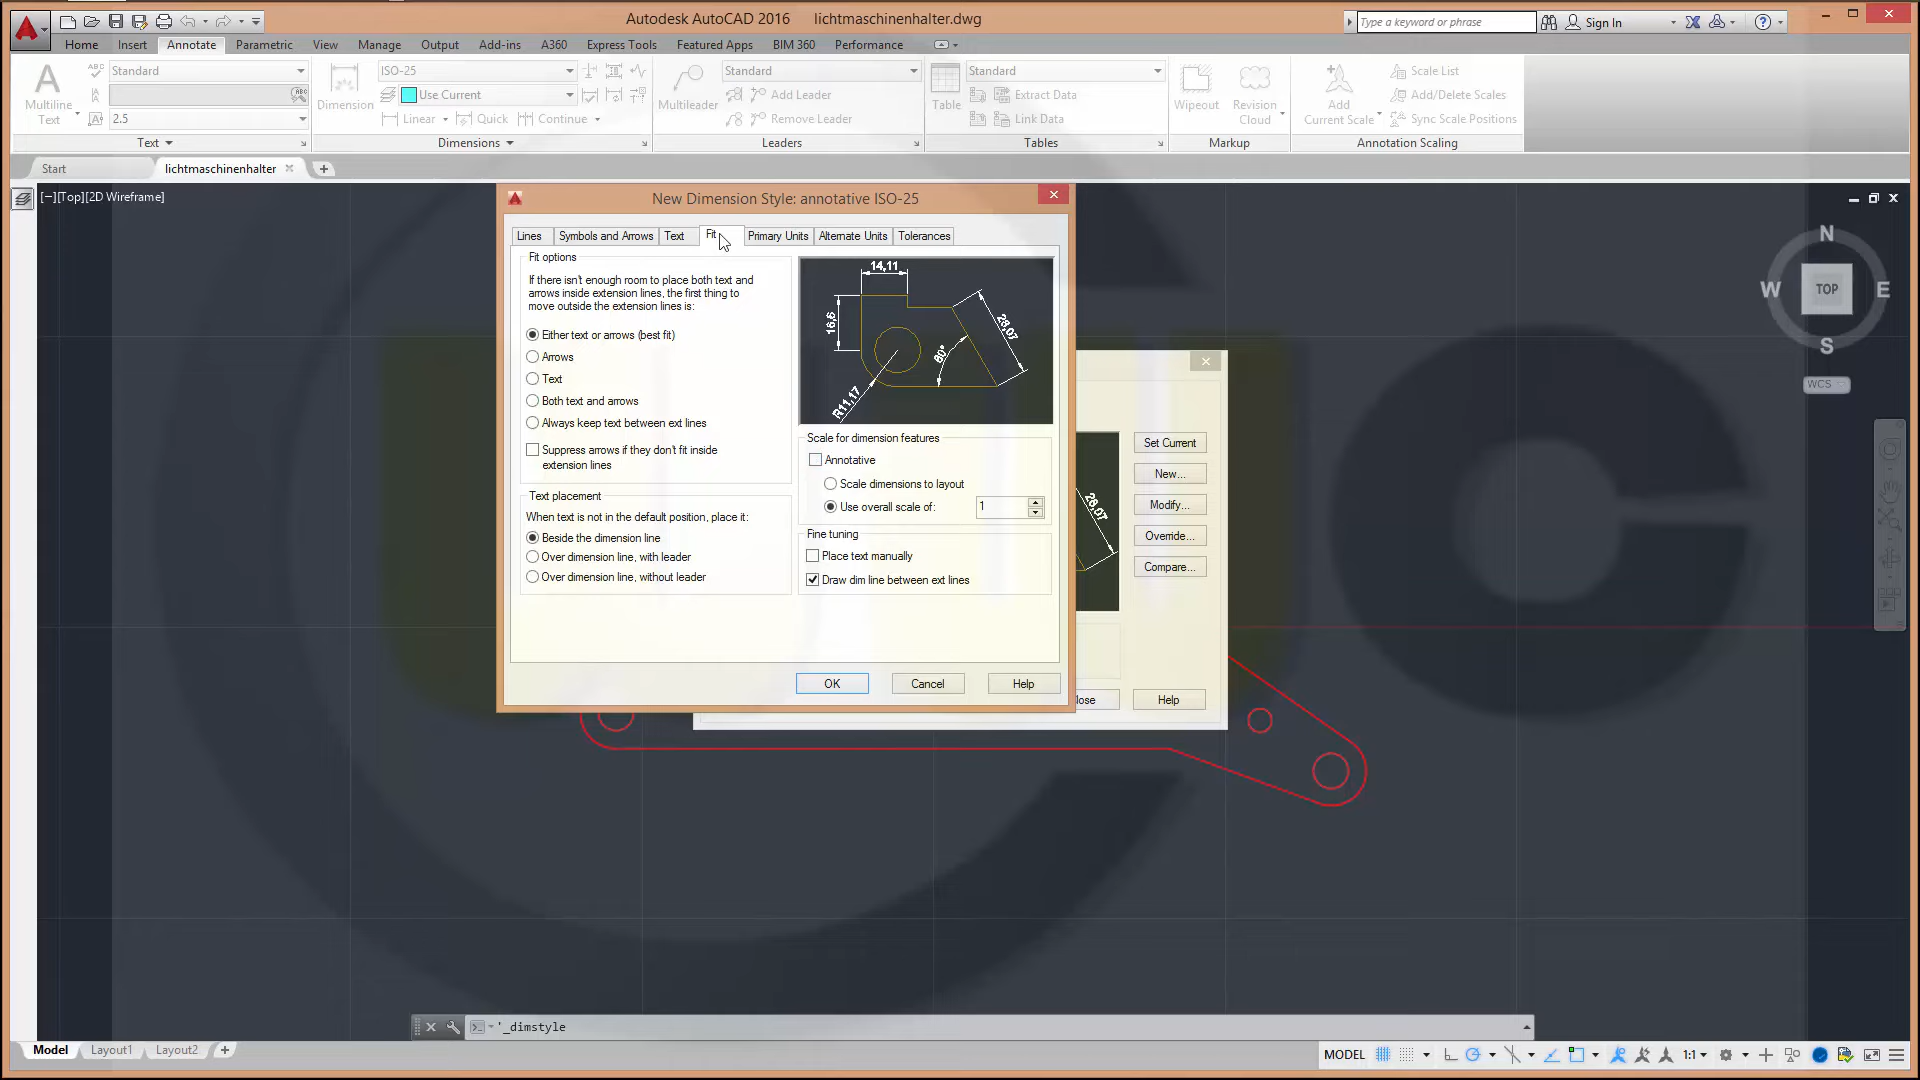 Autodesk AutoCAD 2016 lichtmaschinenhalter.dwg
Type a keyword or phrase
Sign In
Home Insert Annotate Parametric View Manage Output Add-ins A360 Express Tools Featured Apps BIM 360 Performance
Standard
ISO-25
Standard
Standard
Scale List
Use Current
Add Leader
Extract Data
Add/Delete Scales
Multiline
Text
2.5
Dimension
Linear Quick Continue
Multileader
Remove Leader
Table
Link Data
Wipeout
Revision
Cloud
Add
Current Scale
Sync Scale Positions
Text Dimensions Leaders Tables Markup Annotation Scaling
Start lichtmaschinenhalter
[−][Top][2D Wireframe]
New Dimension Style: annotative ISO-25
Lines Symbols and Arrows Text Fit Primary Units Alternate Units Tolerances
Fit options
If there isn't enough room to place both text and
arrows inside extension lines, the first thing to
move outside the extension lines is:
Either text or arrows (best fit)
Arrows
Text
Both text and arrows
Always keep text between ext lines
Suppress arrows if they don't fit inside
extension lines
Text placement
When text is not in the default position, place it:
Beside the dimension line
Over dimension line, with leader
Over dimension line, without leader
14,11
16,6
28,07
80°
R11,17
Scale for dimension features
Annotative
Scale dimensions to layout
Use overall scale of: 1
Fine tuning
Place text manually
Draw dim line between ext lines
OK Cancel Help
28,07
Set Current
New...
Modify...
Override...
Compare...
lose Help
N
W TOP E
S
WCS
'_dimstyle
Model Layout1 Layout2
MODEL 1:1